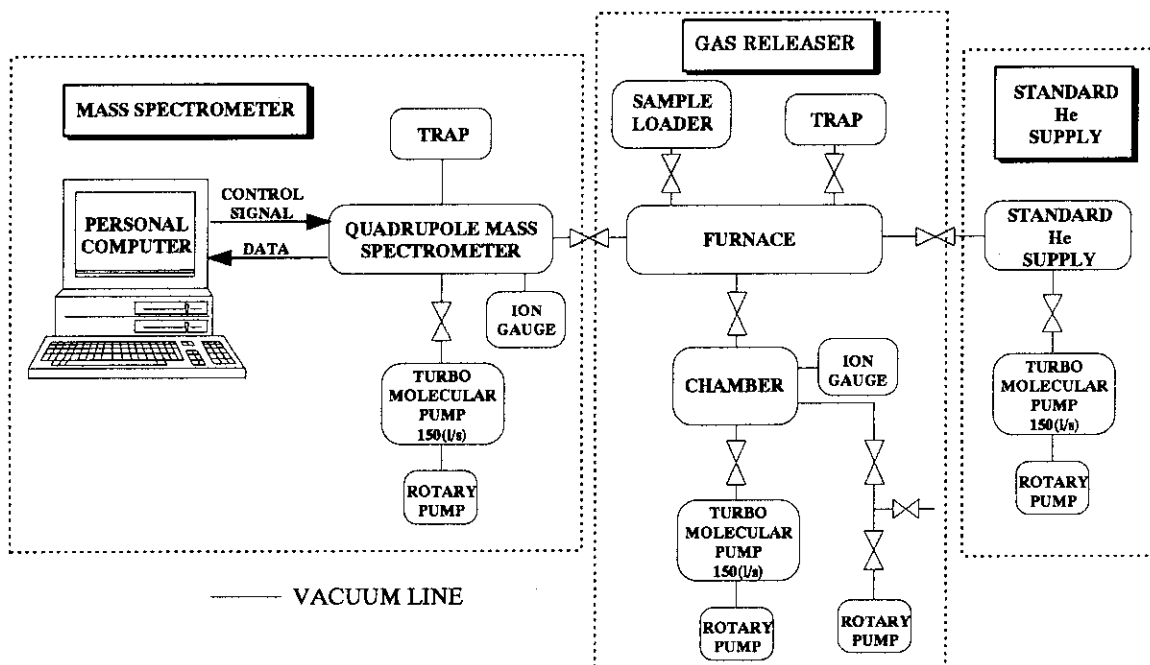 GAS RELEASER
MASS SPECTROMETER
STANDARD
He
SUPPLY
SAMPLE
LOADER
TRAP
TRAP
PERSONAL
COMPUTER
CONTROL
SIGNAL
DATA
QUADRUPOLE MASS
SPECTROMETER
FURNACE
STANDARD
He
SUPPLY
ION
GAUGE
CHAMBER
ION
GAUGE
TURBO
MOLECULAR
PUMP
150(l/s)
TURBO
MOLECULAR
PUMP
150(l/s)
ROTARY
PUMP
ROTARY
PUMP
TURBO
MOLECULAR
PUMP
150(l/s)
ROTARY
PUMP
ROTARY
PUMP
VACUUM LINE